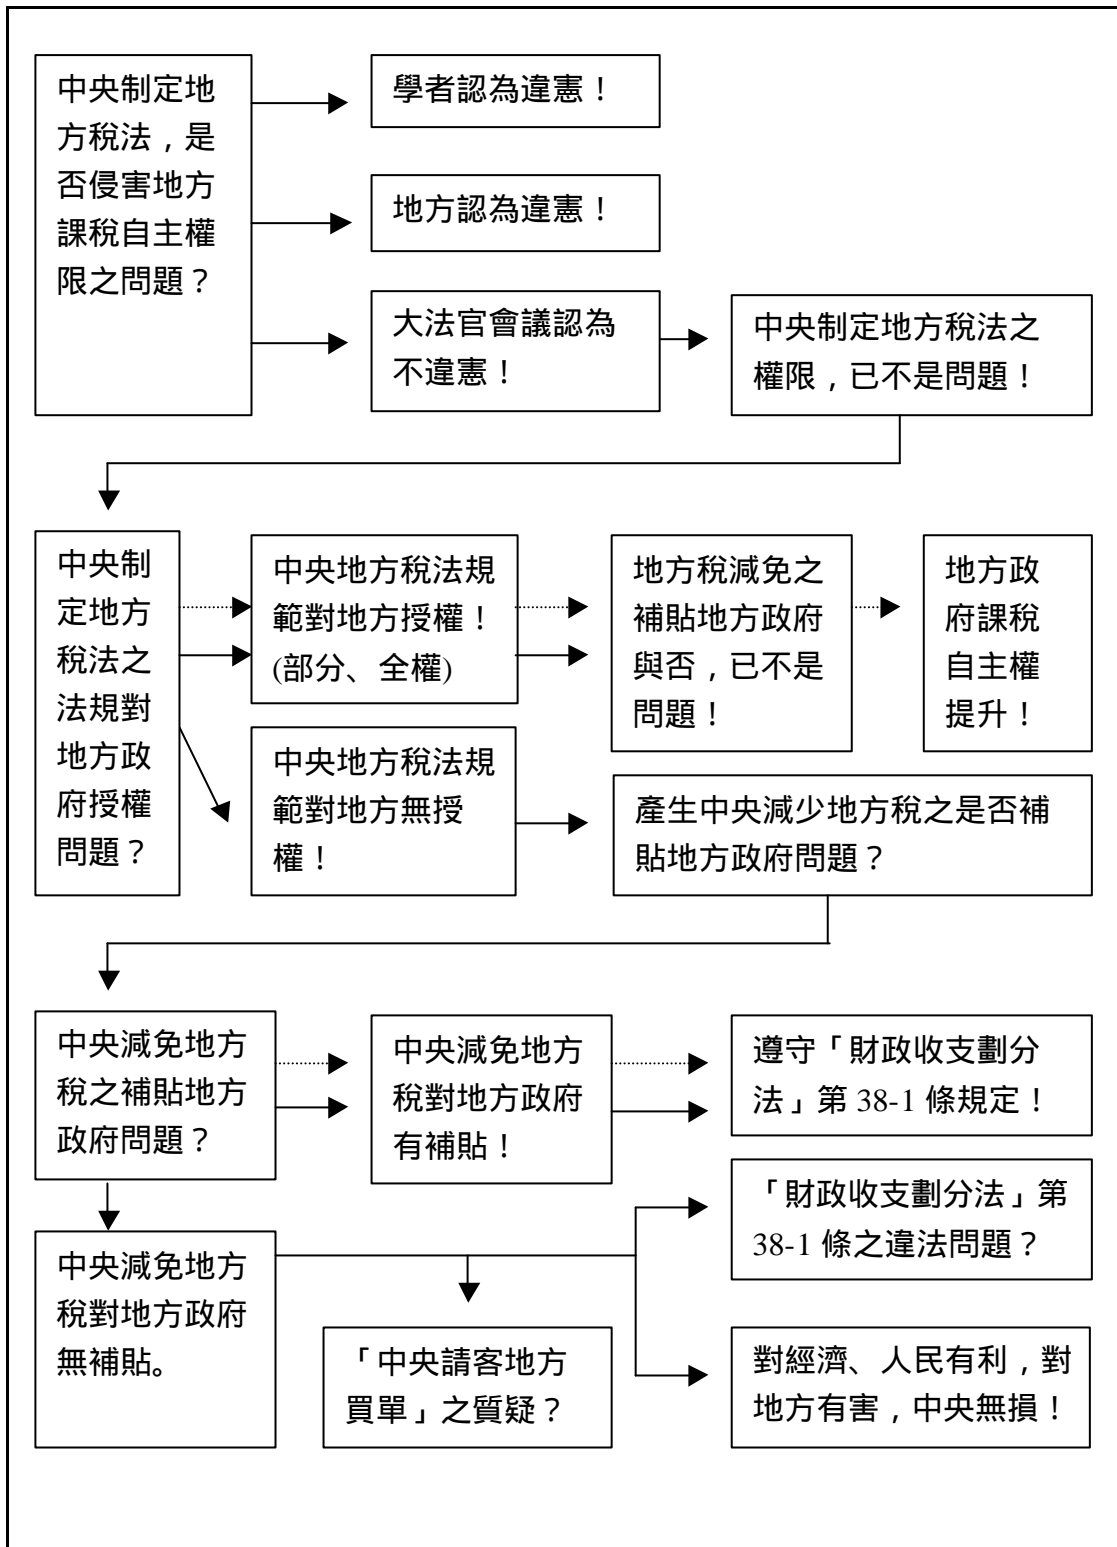 中央制定地
方稅法，是
否侵害地方
課稅自主權
限之問題？
學者認為違憲！
地方認為違憲！
大法官會議認為
不違憲！
中央制定地方稅法之
權限，已不是問題！
中央制
定地方
稅法之
法規對
地方政
府授權
問題？
中央地方稅法規
範對地方授權！
(部分、全權)
地方稅減免之
補貼地方政府
與否，已不是
問題！
地方政
府課稅
自主權
提升！
中央地方稅法規
範對地方無授
權！
產生中央減少地方稅之是否補
貼地方政府問題？
中央減免地方
稅之補貼地方
政府問題？
中央減免地方
稅對地方政府
有補貼！
遵守「財政收支劃分
法」第 38-1 條規定！
中央減免地方
稅對地方政府
無補貼。
「中央請客地方
買單」之質疑？
「財政收支劃分法」第
38-1 條之違法問題？
對經濟、人民有利，對
地方有害，中央無損！